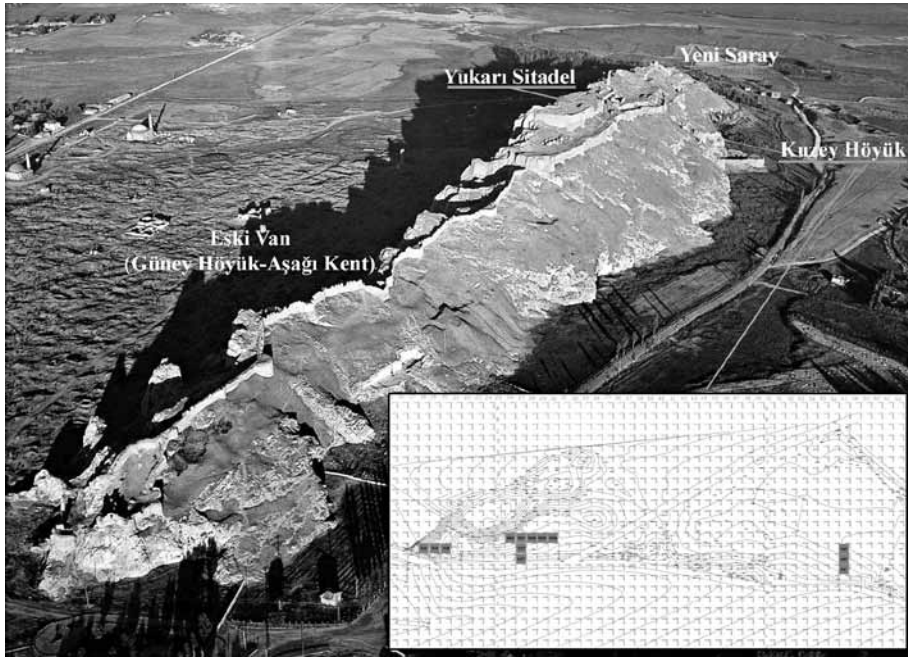 Yeni Saray
Yukarı Sitadel
Kuzey Höyük
Eski Van
(Güney Höyük-Aşağı Kent)